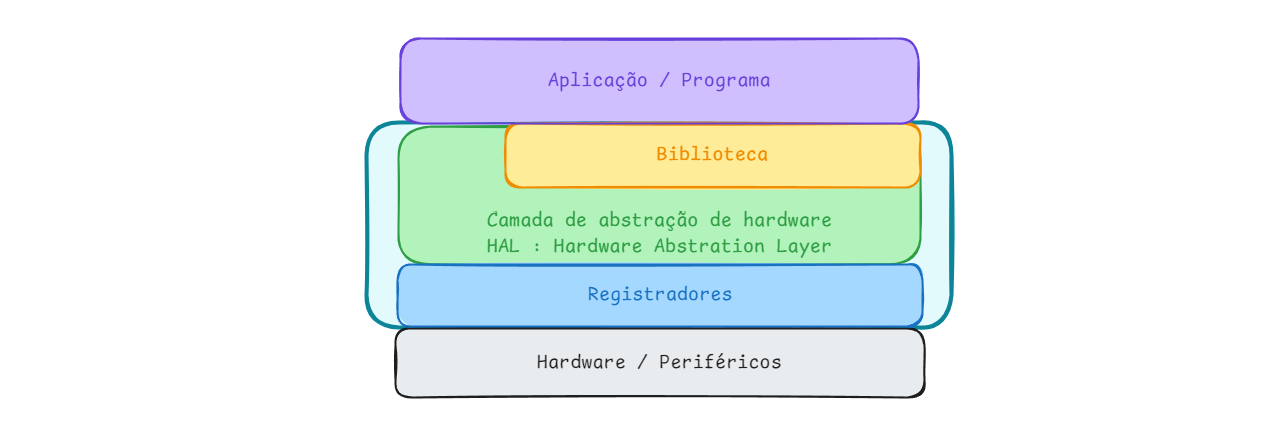 Aplicação / Programa
Biblioteca
Camada de abstração de hardware
HAL : Hardware Abstration Layer
Registradores
Hardware / Periféricos